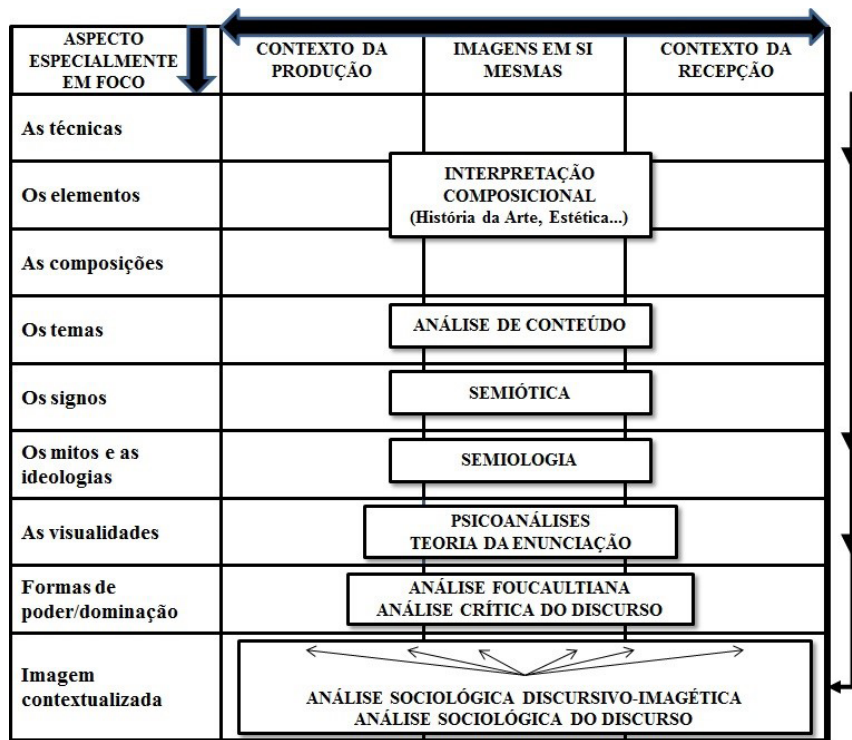 ASPECTO
ESPECIALMENTE
EM FOCO
CONTEXTO DA
PRODUÇÃO
IMAGENS EM SI
MESMAS
CONTEXTO DA
RECEPÇÃO
As técnicas
Os elementos
INTERPRETAÇÃO
COMPOSICIONAL
(História da Arte, Estética...)
As composições
Os temas
ANÁLISE DE CONTEÚDO
Os signos
SEMIÓTICA
Os mitos e as
ideologias
SEMIOLOGIA
As visualidades
PSICOANÁLISES
TEORIA DA ENUNCIAÇÃO
Formas de
poder/dominação
ANÁLISE FOUCAULTIANA
ANÁLISE CRÍTICA DO DISCURSO
Imagem
contextualizada
ANÁLISE SOCIOLÓGICA DISCURSIVO-IMAGÉTICA
ANÁLISE SOCIOLÓGICA DO DISCURSO